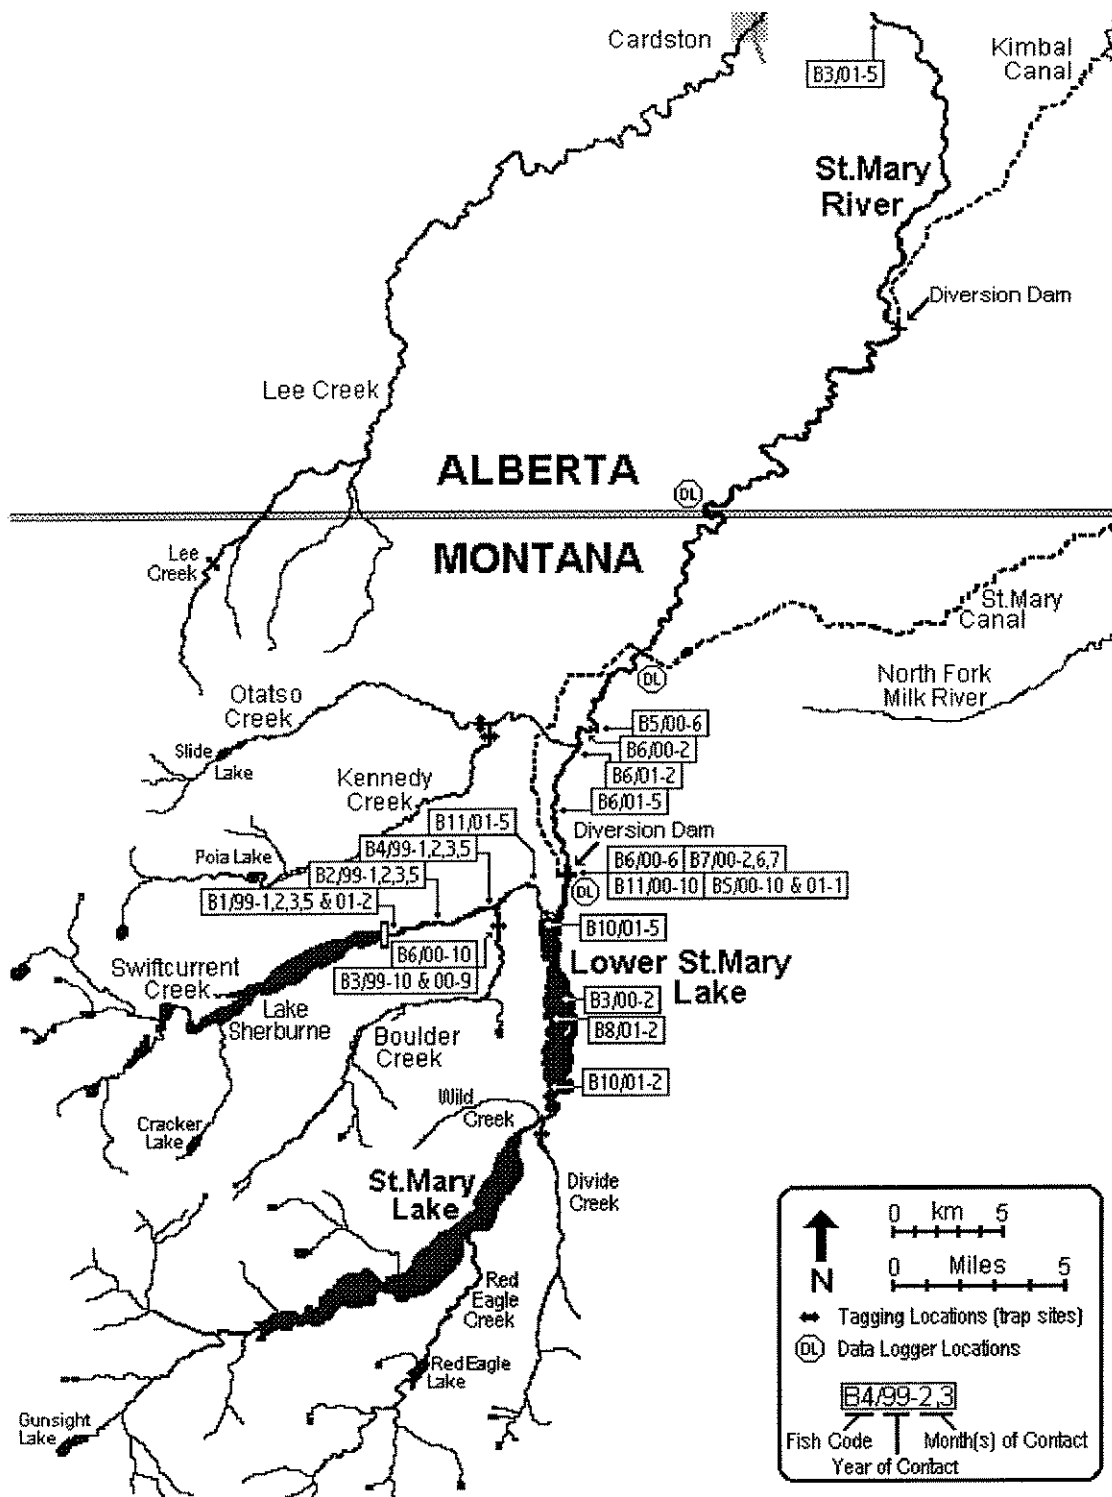 Cardston
B3/01-5
Kimbal
Canal
St.Mary
River
Diversion Dam
Lee Creek
ALBERTA
DL
MONTANA
Lee
Creek
St.Mary
Canal
North Fork
Milk River
DL
Otatso
Creek
Slide
Lake
B5/00-6
B6/00-2
B6/01-2
B6/01-5
Kennedy
Creek
B11/01-5
Diversion Dam
B4/99-1,2,3,5
Poia Lake
B2/99-1,2,3,5
B6/00-6 B7/00-2,6,7
B1/99-1,2,3,5 & 01-2
DL
B11/00-10 B5/00-10 & 01-1
B10/01-5
B6/00-10
B3/99-10 & 00-9
Swiftcurrent
Creek
Lake
Sherburne
Lower St.Mary
Lake
B3/00-2
B8/01-2
Boulder
Creek
B10/01-2
Wild
Creek
Cracker
Lake
St.Mary
Lake
Divide
Creek
Red
Eagle
Creek
Red Eagle
Lake
Gunsight
Lake
N
0 km 5
0 Miles 5
Tagging Locations (trap sites)
DL Data Logger Locations
B4/99-2,3
Fish Code Month(s) of Contact
Year of Contact